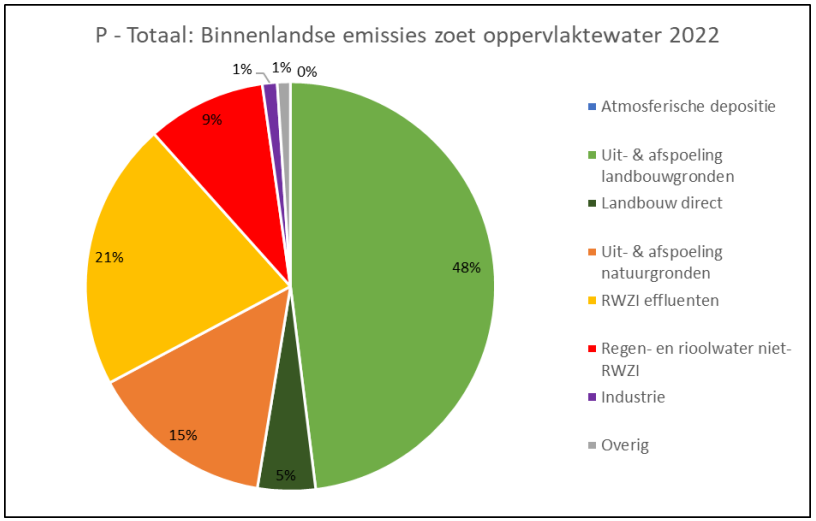 P - Totaal: Binnenlandse emissies zoet oppervlaktewater 2022
1%
1%
0%
9%
21%
48%
15%
5%
Atmosferische depositie
Uit- & afspoeling
landbouwgronden
Landbouw direct
Uit- & afspoeling
natuurgronden
RWZI effluenten
Regen- en rioolwater niet-
RWZI
Industrie
Overig